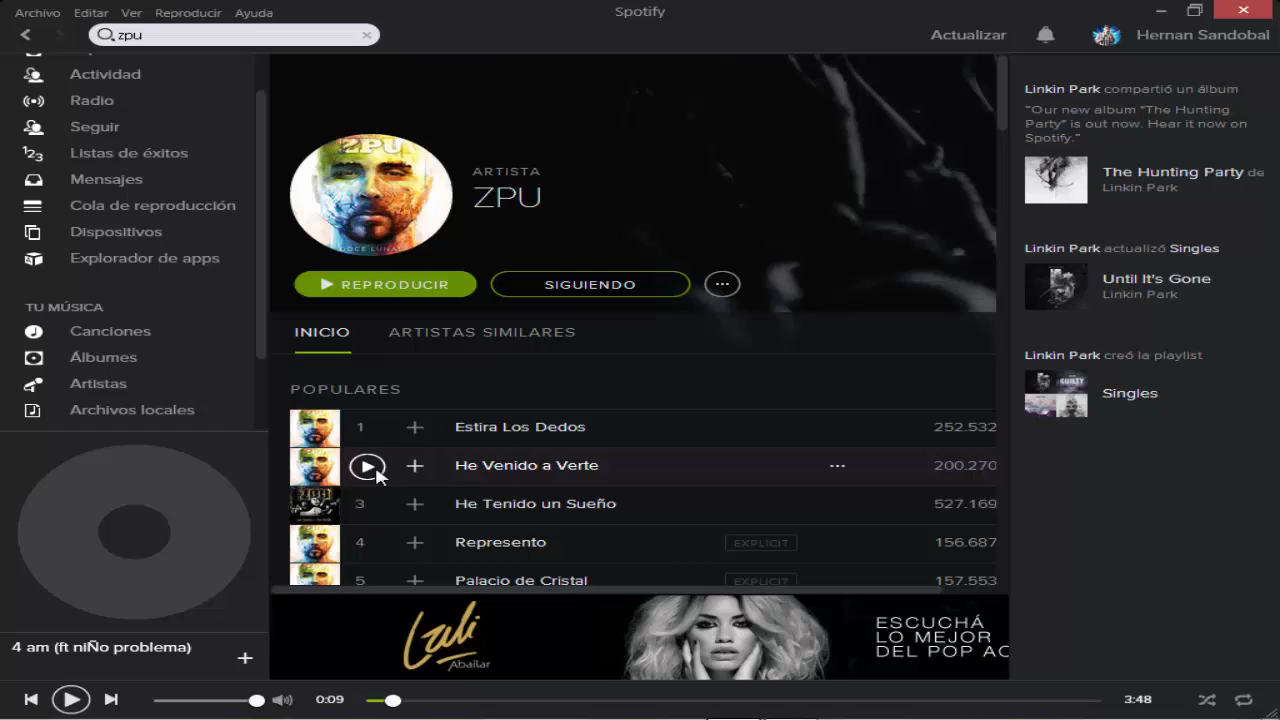 Archivo Editar Ver Reproducir Ayuda
Spotify
zpu
Actualizar
Hernan Sandobal
Actividad
Radio
Seguir
Listas de éxitos
Mensajes
Cola de reproducción
Dispositivos
Explorador de apps
TU MÚSICA
Canciones
Álbumes
Artistas
Archivos locales
4 am (ft niÑo problema)
ZPU
DOCE LUNAS
ARTISTA
ZPU
REPRODUCIR
SIGUIENDO
INICIO
ARTISTAS SIMILARES
POPULARES
1 Estira Los Dedos 252.532
He Venido a Verte 200.270
3 He Tenido un Sueño 527.169
4 Represento EXPLICIT 156.687
5 Palacio de Cristal EXPLICIT 157.553
Lali
Abailar
ESCUCHÁ
LO MEJOR
DEL POP AC
Linkin Park compartió un álbum
"Our new album "The Hunting
Party" is out now. Hear it now on
Spotify."
The Hunting Party de
Linkin Park
Linkin Park actualizó Singles
Until It's Gone
Linkin Park
Linkin Park creó la playlist
GUILTY
Singles
0:09
3:48